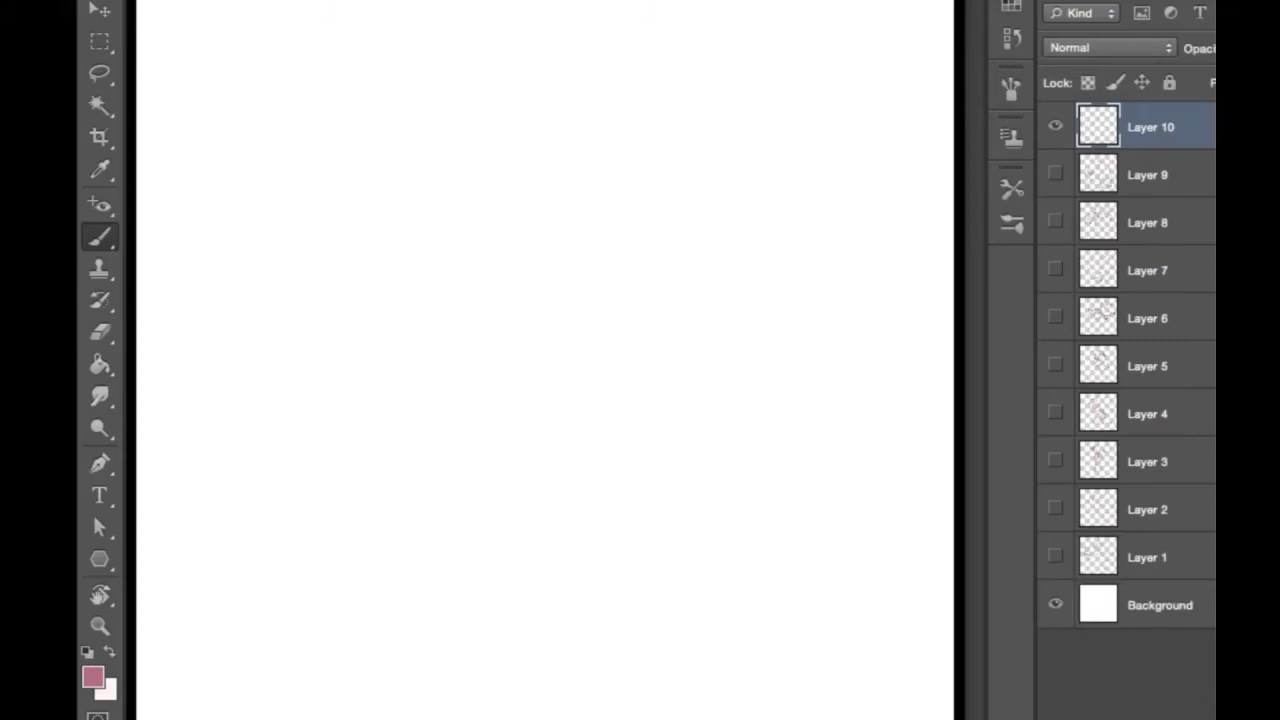 Kind
Normal
Opaci
Lock:
F
Layer 10
Layer 9
Layer 8
Layer 7
Layer 6
Layer 5
Layer 4
Layer 3
Layer 2
Layer 1
Background